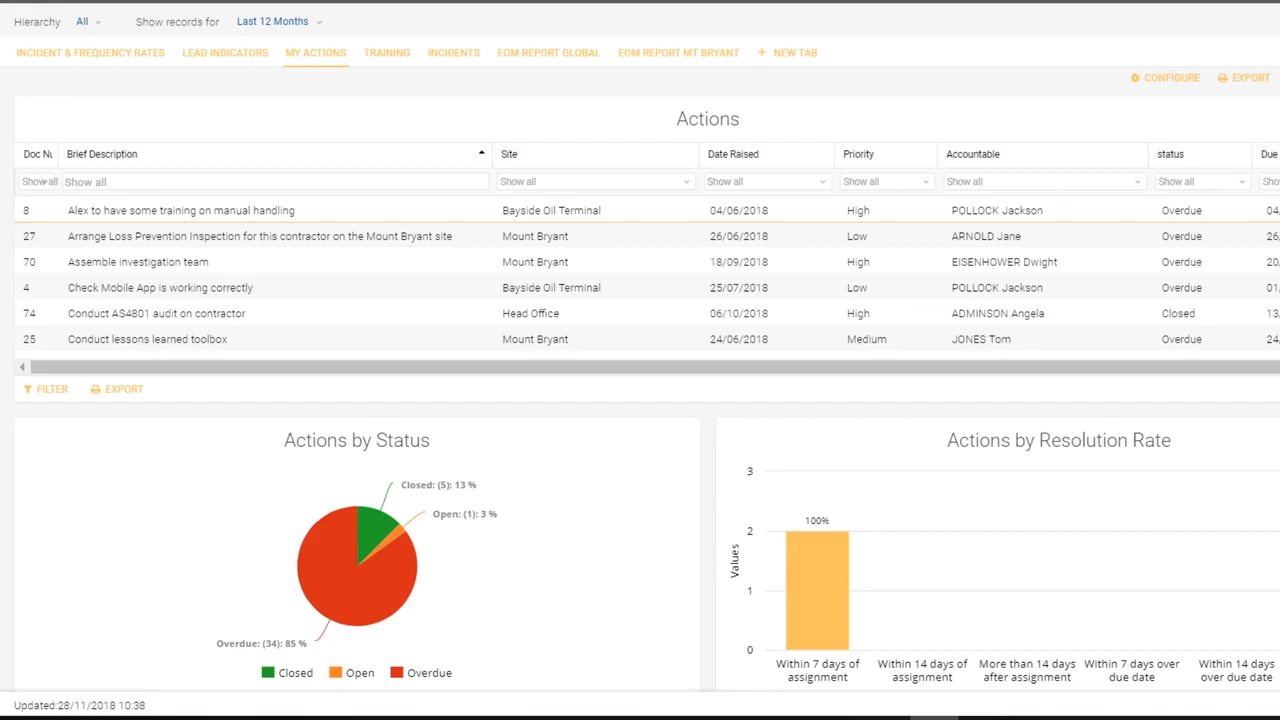 Hierarchy All Show records for Last 12 Months
INCIDENT & FREQUENCY RATES LEAD INDICATORS MY ACTIONS TRAINING INCIDENTS EOM REPORT GLOBAL EOM REPORT MT BRYANT + NEW TAB
CONFIGURE EXPORT
Actions
Doc Nu Brief Description Site Date Raised Priority Accountable status Due
Show all Show all Show all Show all Show all Show all Show all Sho
8 Alex to have some training on manual handling Bayside Oil Terminal 04/06/2018 High POLLOCK Jackson Overdue 04/
27 Arrange Loss Prevention Inspection for this contractor on the Mount Bryant site Mount Bryant 26/06/2018 Low ARNOLD Jane Overdue 26/
70 Assemble investigation team Mount Bryant 18/09/2018 High EISENHOWER Dwight Overdue 20/
4 Check Mobile App is working correctly Bayside Oil Terminal 25/07/2018 Low POLLOCK Jackson Overdue 01/
74 Conduct AS4801 audit on contractor Head Office 06/10/2018 High ADMINSON Angela Closed 13/
25 Conduct lessons learned toolbox Mount Bryant 24/06/2018 Medium JONES Tom Overdue 24/
FILTER EXPORT
Actions by Status
Closed: (5): 13 %
Open: (1): 3 %
Overdue: (34): 85 %
Closed Open Overdue
Actions by Resolution Rate
3
100%
2
Values
1
0
Within 7 days of assignment Within 14 days of assignment More than 14 days after assignment Within 7 days over due date Within 14 days over due date
Updated:28/11/2018 10:38